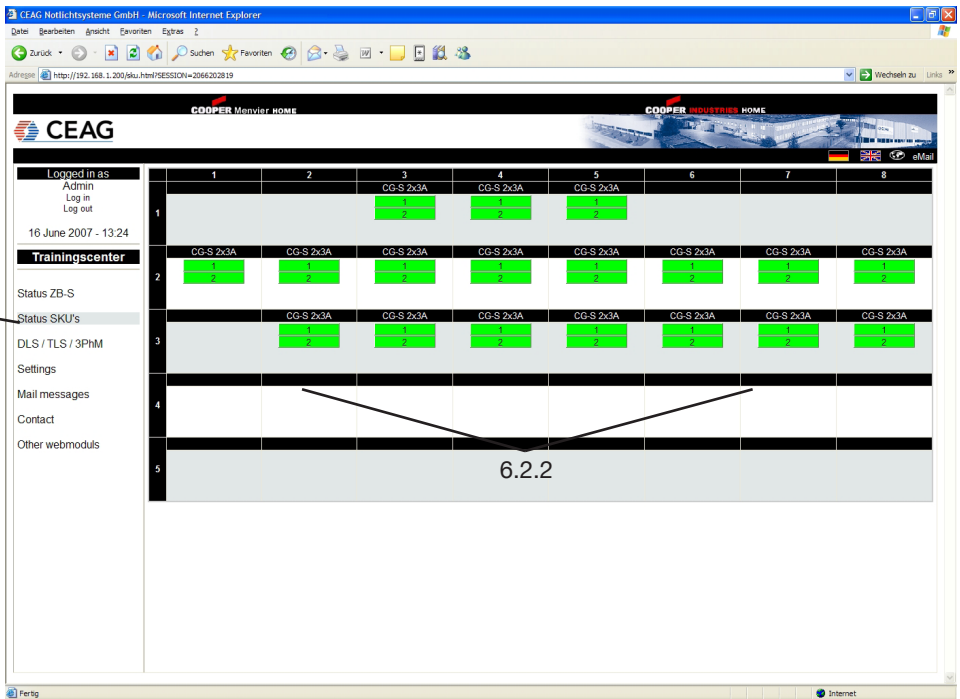 CEAG Notlichtsysteme GmbH - Microsoft Internet Explorer
Datei Bearbeiten Ansicht Favoriten Extras ?
Zurück Suchen Favoriten
Adresse http://192.168.1.200/sku.html?SESSION=2066202819 Wechseln zu Links »
COOPER Menvier HOME COOPER INDUSTRIES HOME
CEAG
eMail
Logged in as
Admin
Log in
Log out
16 June 2007 - 13:24
Trainingscenter
Status ZB-S
Status SKU's
DLS / TLS / 3PhM
Settings
Mail messages
Contact
Other webmoduls
1 2 3 4 5 6 7 8
CG-S 2x3A CG-S 2x3A CG-S 2x3A
1 1 1
1
2 2 2
CG-S 2x3A CG-S 2x3A CG-S 2x3A CG-S 2x3A CG-S 2x3A CG-S 2x3A CG-S 2x3A CG-S 2x3A
1 1 1 1 1 1 1 1
2
2 2 2 2 2 2 2 2
CG-S 2x3A CG-S 2x3A CG-S 2x3A CG-S 2x3A CG-S 2x3A CG-S 2x3A CG-S 2x3A
1 1 1 1 1 1 1
3
2 2 2 2 2 2 2
4
5
6.2.2
Fertig Internet